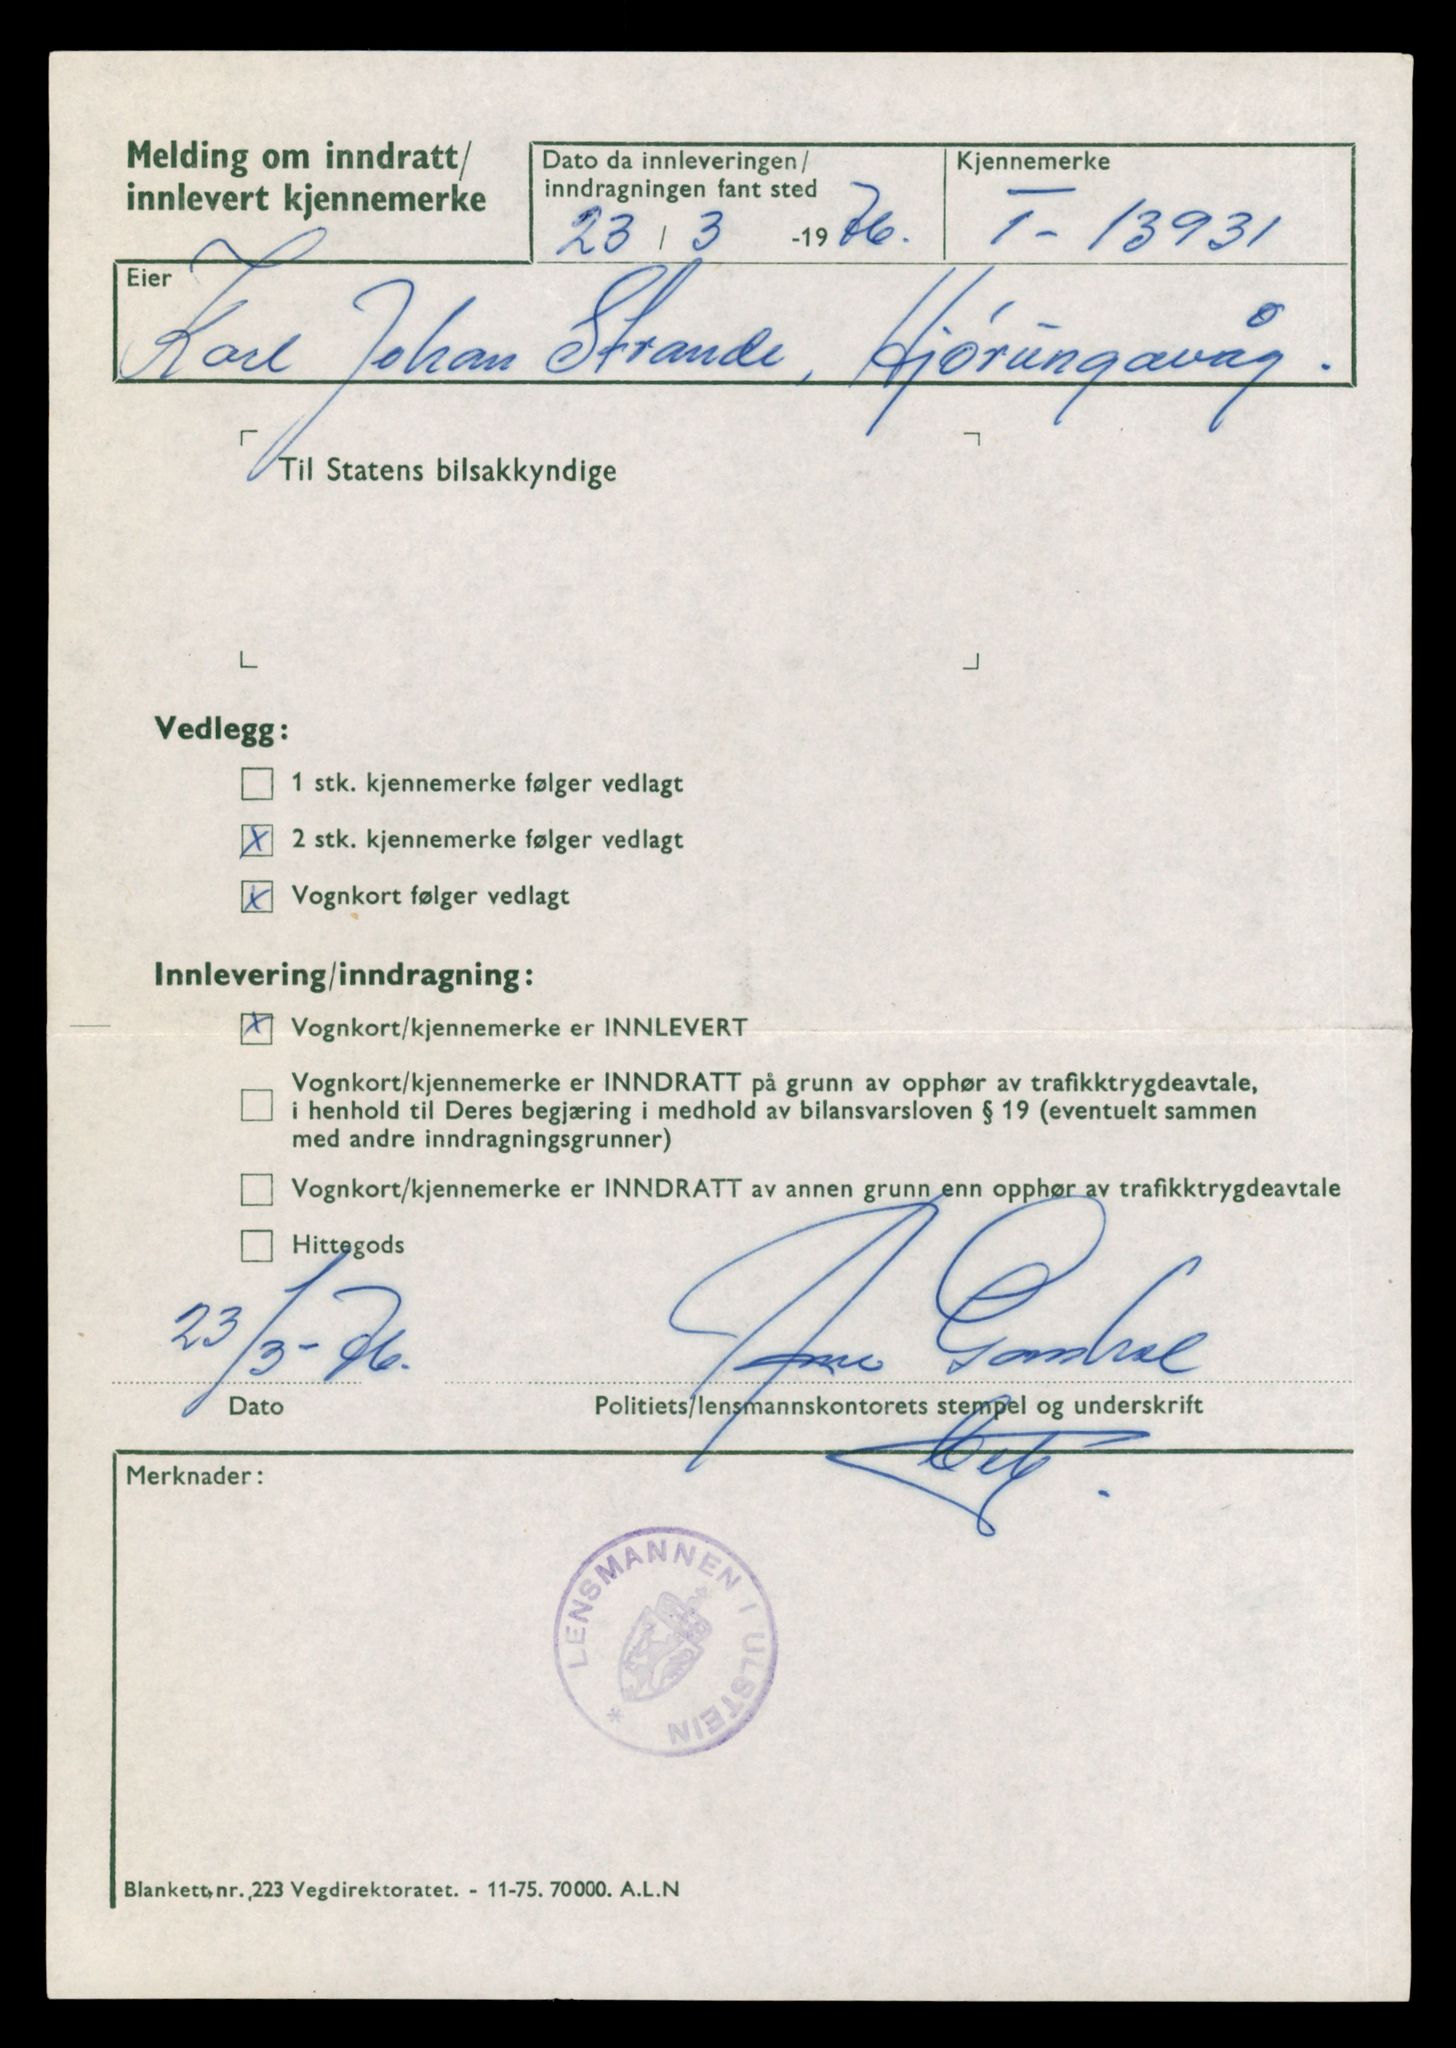 Melding om inndratt/
innlevert kjennemerke
Dato da innleveringen/
inndragningen fant sted
23 / 3 -1976.
Kjennemerke
T- 13931
Eier
Karl Johan Strande, Hjørungavåg.
Til Statens bilsakkyndige
Vedlegg:
1 stk. kjennemerke følger vedlagt
X 2 stk. kjennemerke følger vedlagt
X Vognkort følger vedlagt
Innlevering/inndragning:
X Vognkort/kjennemerke er INNLEVERT
Vognkort/kjennemerke er INNDRATT på grunn av opphør av trafikktrygdeavtale,
i henhold til Deres begjæring i medhold av bilansvarsloven § 19 (eventuelt sammen
med andre inndragningsgrunner)
Vognkort/kjennemerke er INNDRATT av annen grunn enn opphør av trafikktrygdeavtale
Hittegods
23/3-76.
Dato
Politiets/lensmannskontorets stempel og underskrift
Merknader:
LENSMANNEN I ULSTEIN *
Blankett nr. 223 Vegdirektoratet. - 11-75. 70000. A.L.N